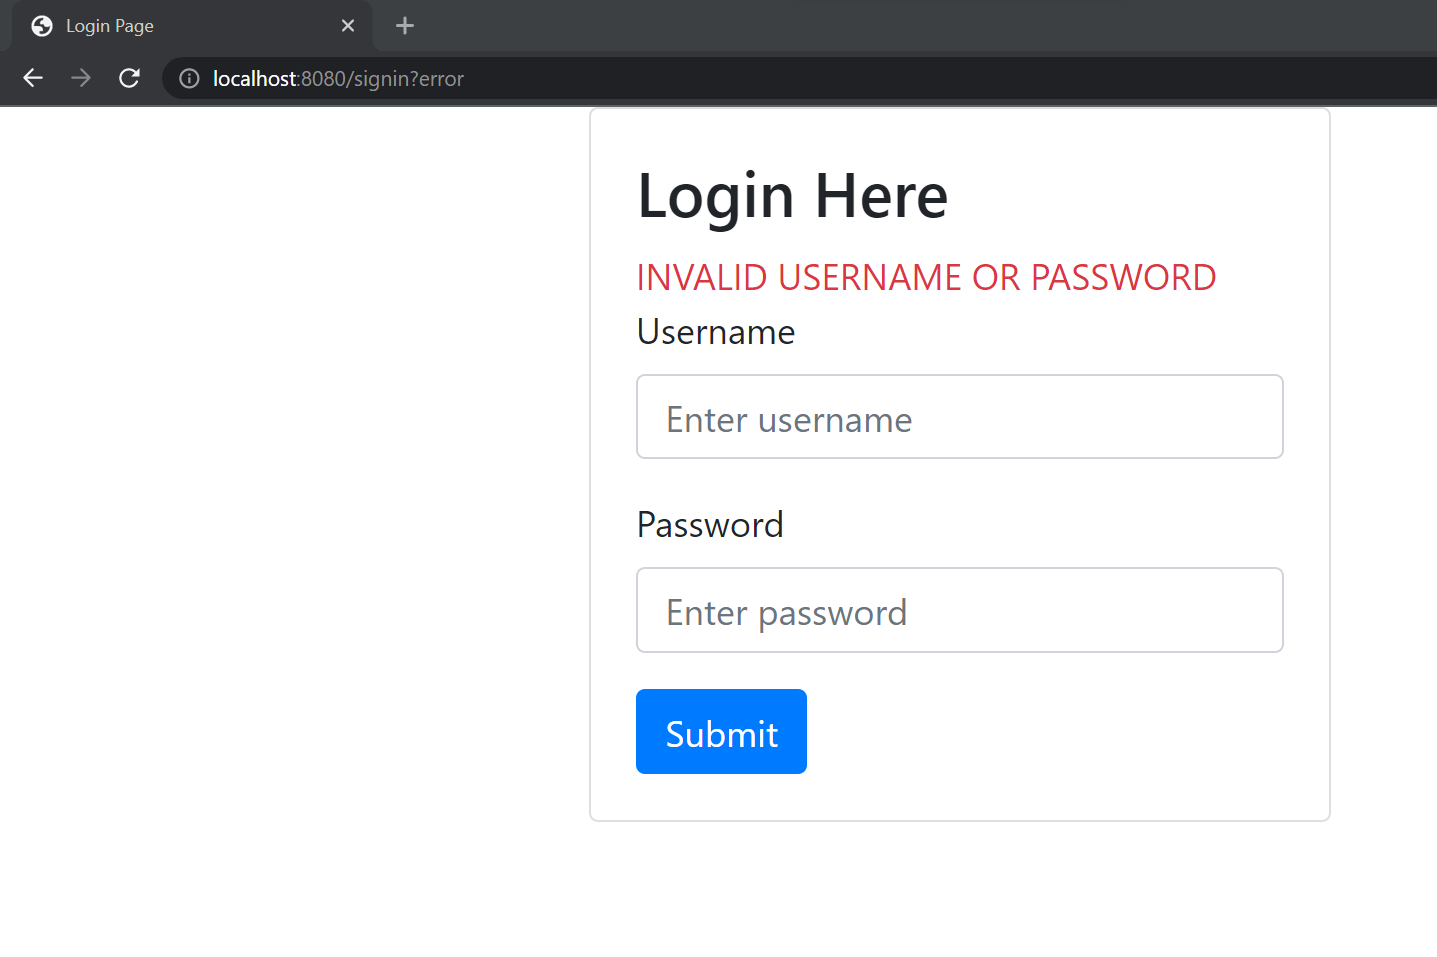 Login Page
localhost:8080/signin?error
Login Here
INVALID USERNAME OR PASSWORD
Username
Enter username
Password
Enter password
Submit